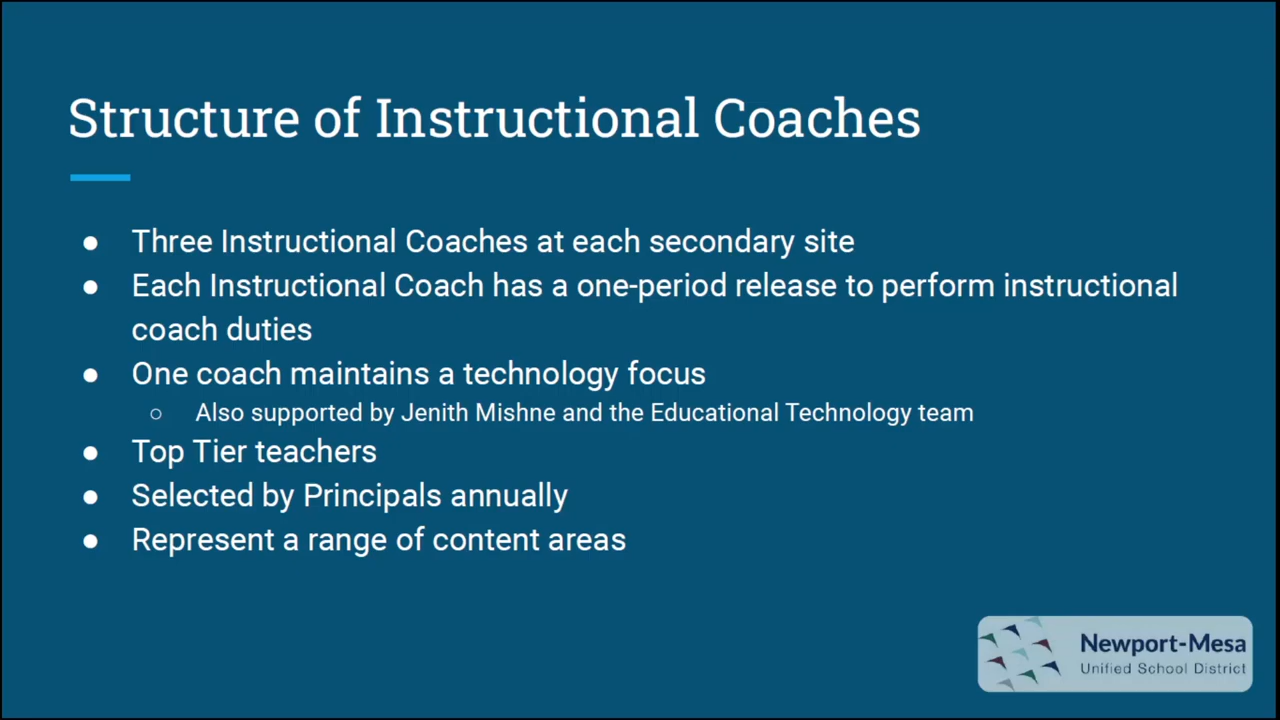 Structure of Instructional Coaches
● Three Instructional Coaches at each secondary site
● Each Instructional Coach has a one-period release to perform instructional
coach duties
● One coach maintains a technology focus
○ Also supported by Jenith Mishne and the Educational Technology team
● Top Tier teachers
● Selected by Principals annually
● Represent a range of content areas
Newport-Mesa
Unified School District